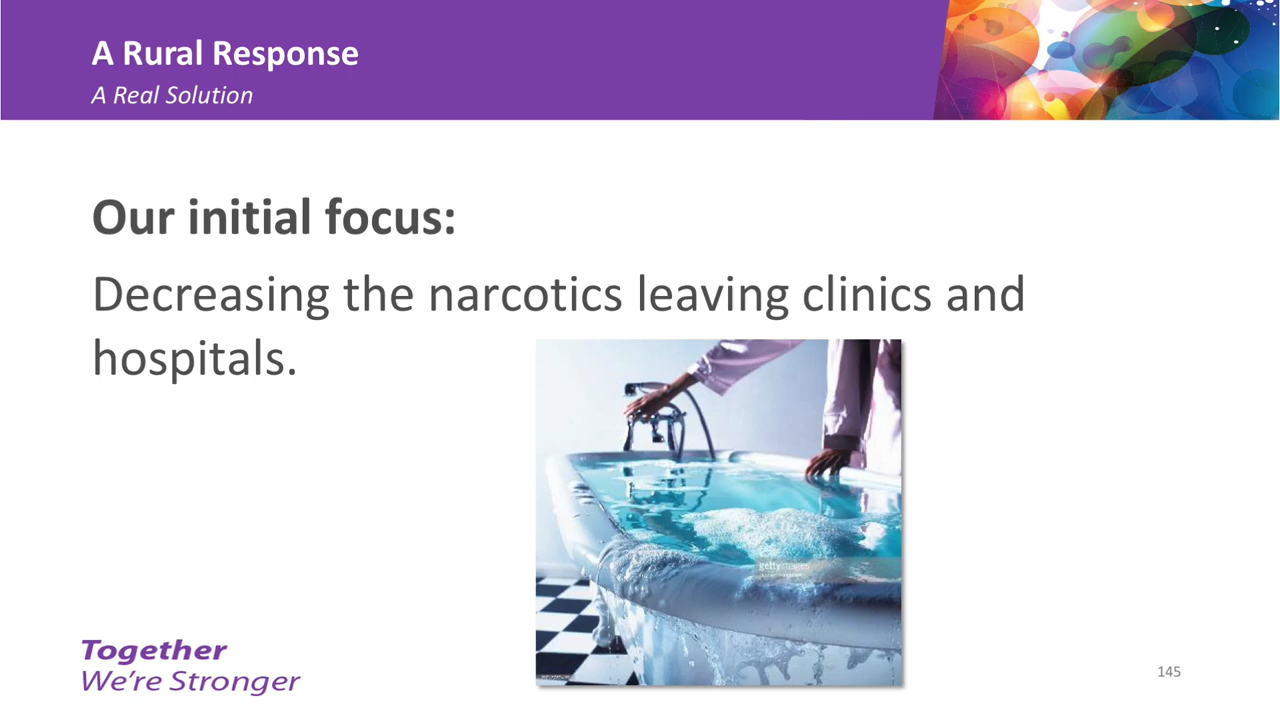 A Rural Response
A Real Solution
Our initial focus:
Decreasing the narcotics leaving clinics and
hospitals.
gettyimages
Together
We're Stronger
145